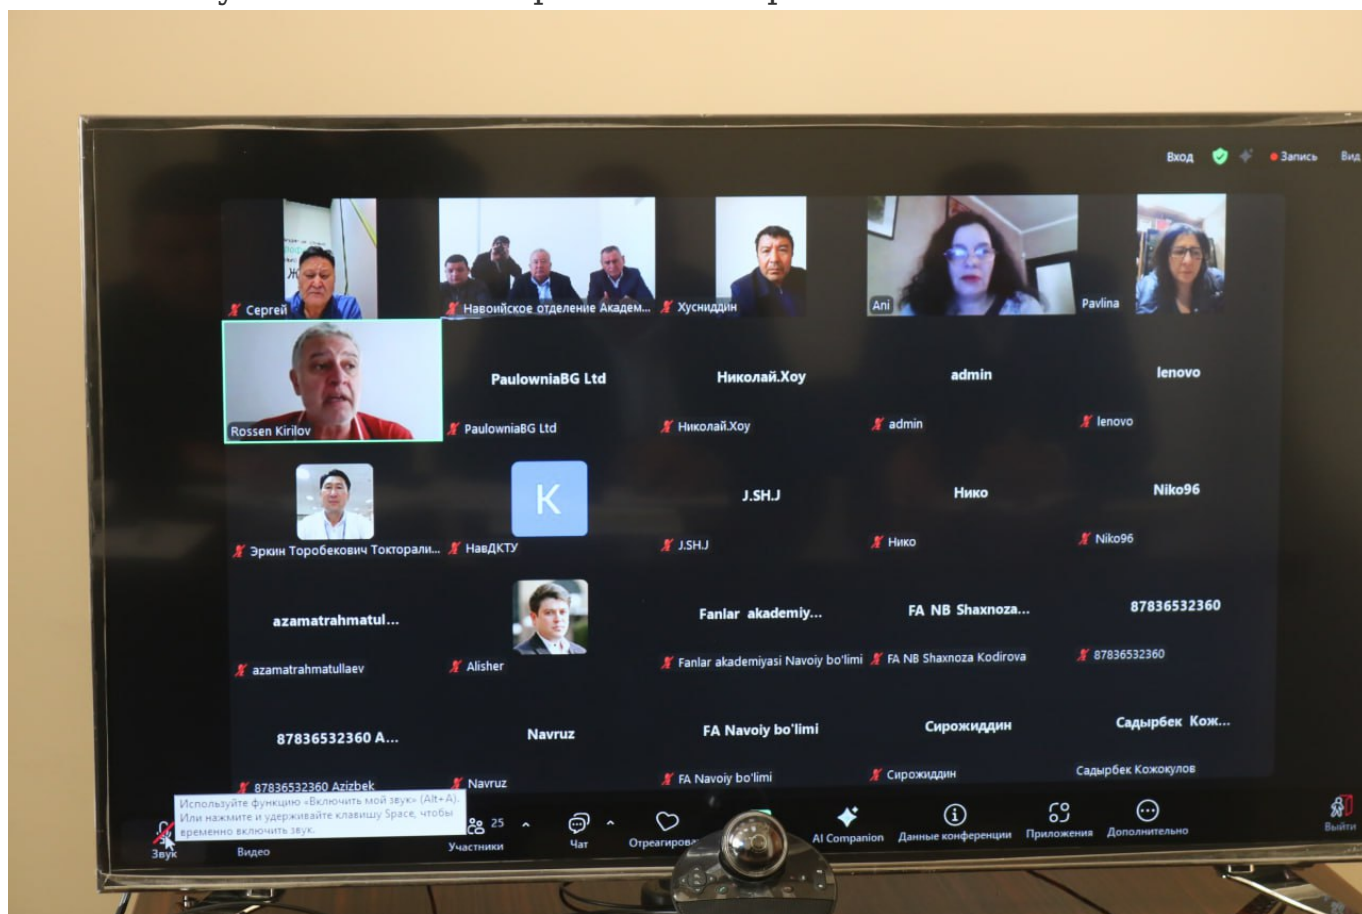 Вход
Запись
Вид
Сергей
Навоийское отделение Академ...
Хусниддин
Ani
Pavlina
Rossen Kirilov
PaulowniaBG Ltd
PaulowniaBG Ltd
Николай.Хоу
Николай.Хоу
admin
admin
lenovo
lenovo
Эркин Торобекович Токторали...
К
НавДКТУ
J.SH.J
J.SH.J
Нико
Нико
Niko96
Niko96
azamatrahmatul...
azamatrahmatullaev
Alisher
Fanlar akademiy...
Fanlar akademiyasi Navoiy bo'limi
FA NB Shaxnoza...
FA NB Shaxnoza Kodirova
87836532360
87836532360
87836532360 A...
87836532360 Azizbek
Navruz
Navruz
FA Navoiy bo'limi
FA Navoiy bo'limi
Сирожиддин
Сирожиддин
Садырбек Кож...
Садырбек Кожокулов
Используйте функцию «Включить мой звук» (Alt+A).
Или нажмите и удерживайте клавишу Space, чтобы
временно включить звук.
Звук
Видео
25
Участники
Чат
AI Companion
Данные конференции
Приложения
Дополнительно
Выйти